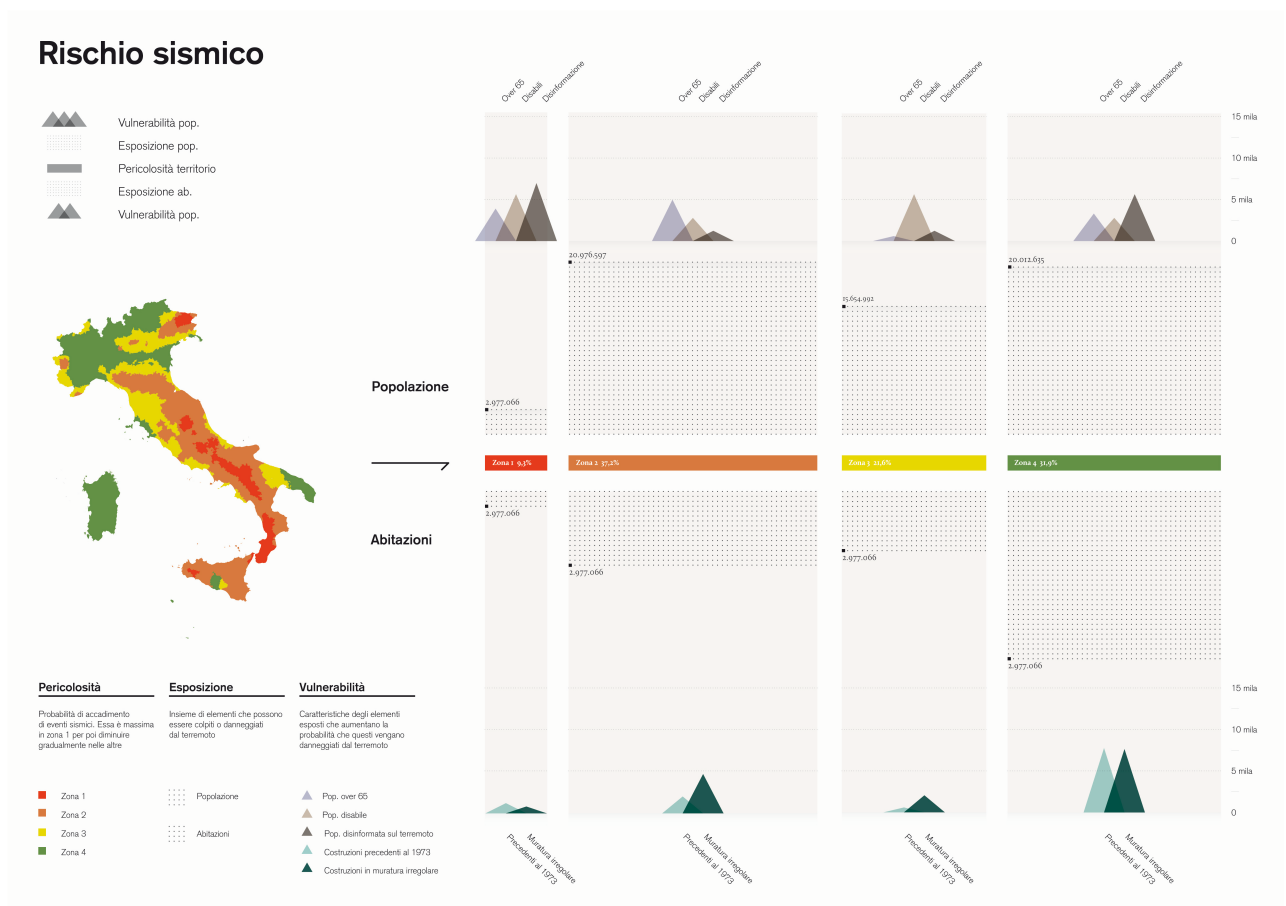 Rischio sismico
Vulnerabilità pop.
Esposizione pop.
Pericolosità territorio
Esposizione ab.
Vulnerabilità pop.
Over 65
Disabili
Disinformazione
Over 65
Disabili
Disinformazione
Over 65
Disabili
Disinformazione
Over 65
Disabili
Disinformazione
15 mila
10 mila
5 mila
0
20.976.597
20.012.635
15.654.992
2.977.066
Popolazione
Zona 1 9,3%
Zona 2 37,2%
Zona 3 21,6%
Zona 4 31,9%
Abitazioni
2.977.066
2.977.066
2.977.066
2.977.066
15 mila
10 mila
5 mila
0
Muratura irregolare
Precedenti al 1973
Muratura irregolare
Precedenti al 1973
Muratura irregolare
Precedenti al 1973
Muratura irregolare
Precedenti al 1973
Pericolosità
Probabilità di accadimento
di eventi sismici. Essa è massima
in zona 1 per poi diminuire
gradualmente nelle altre
Zona 1
Zona 2
Zona 3
Zona 4
Esposizione
Insieme di elementi che possono
essere colpiti o danneggiati
dal terremoto
Popolazione
Abitazioni
Vulnerabilità
Caratteristiche degli elementi
esposti che aumentano la
probabilità che questi vengano
danneggiati dal terremoto
Pop. over 65
Pop. disabile
Pop. disinformata sul terremoto
Costruzioni precedenti al 1973
Costruzioni in muratura irregolare